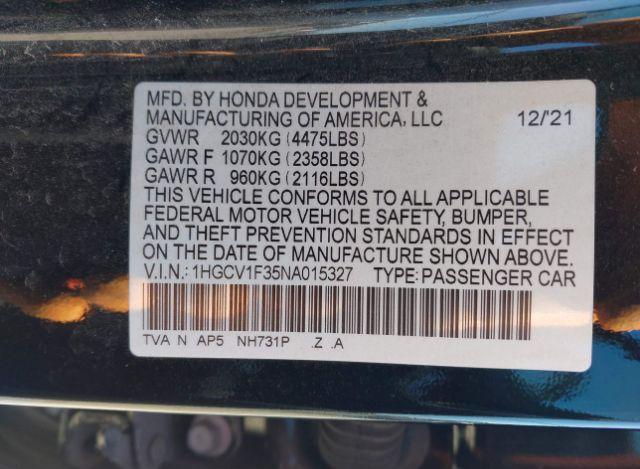 MFD. BY HONDA DEVELOPMENT &
MANUFACTURING OF AMERICA, LLC 12/'21
GVWR 2030KG (4475LBS)
GAWR F 1070KG (2358LBS)
GAWR R 960KG (2116LBS)
THIS VEHICLE CONFORMS TO ALL APPLICABLE
FEDERAL MOTOR VEHICLE SAFETY, BUMPER,
AND THEFT PREVENTION STANDARDS IN EFFECT
ON THE DATE OF MANUFACTURE SHOWN ABOVE.
V.I.N.: 1HGCV1F35NA015327 TYPE: PASSENGER CAR
TVA N AP5 NH731P .Z .A